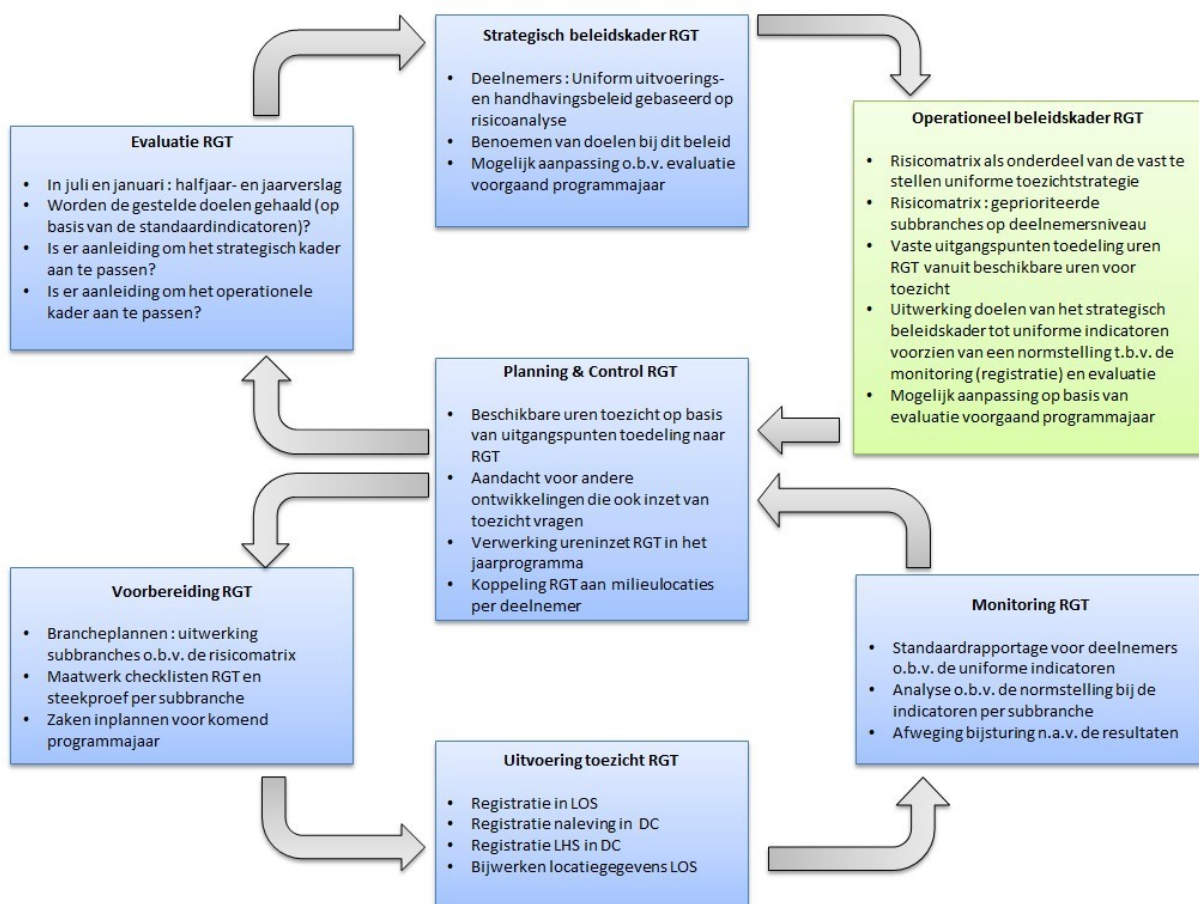 Strategisch beleidskader RGT
• Deelnemers : Uniform uitvoerings-
en handhavingsbeleid gebaseerd op
risicoanalyse
• Benoemen van doelen bij dit beleid
• Mogelijk aanpassing o.b.v. evaluatie
voorgaand programmajaar
Operationeel beleidskader RGT
• Risicomatrix als onderdeel van de vast te
stellen uniforme toezichtstrategie
• Risicomatrix : geprioriteerde
subbranches op deelnemersniveau
• Vaste uitgangspunten toedeling uren
RGT vanuit beschikbare uren voor
toezicht
• Uitwerking doelen van het strategisch
beleidskader tot uniforme indicatoren
voorzien van een normstelling t.b.v. de
monitoring (registratie) en evaluatie
• Mogelijk aanpassing op basis van
evaluatie voorgaand programmajaar
Evaluatie RGT
• In juli en januari : halfjaar- en jaarverslag
• Worden de gestelde doelen gehaald (op
basis van de standaardindicatoren)?
• Is er aanleiding om het strategisch kader
aan te passen?
• Is er aanleiding om het operationele
kader aan te passen?
Planning & Control RGT
• Beschikbare uren toezicht op basis
van uitgangspunten toedeling naar
RGT
• Aandacht voor andere
ontwikkelingen die ook inzet van
toezicht vragen
• Verwerking ureninzet RGT in het
jaarprogramma
• Koppeling RGT aan milieulocaties
per deelnemer
Voorbereiding RGT
• Brancheplannen : uitwerking
subbranches o.b.v. de risicomatrix
• Maatwerk checklisten RGT en
steekproef per subbranche
• Zaken inplannen voor komend
programmajaar
Uitvoering toezicht RGT
• Registratie in LOS
• Registratie naleving in DC
• Registratie LHS in DC
• Bijwerken locatiegegevens LOS
Monitoring RGT
• Standaardrapportage voor deelnemers
o.b.v. de uniforme indicatoren
• Analyse o.b.v. de normstelling bij de
indicatoren per subbranche
• Afweging bijsturing n.a.v. de resultaten